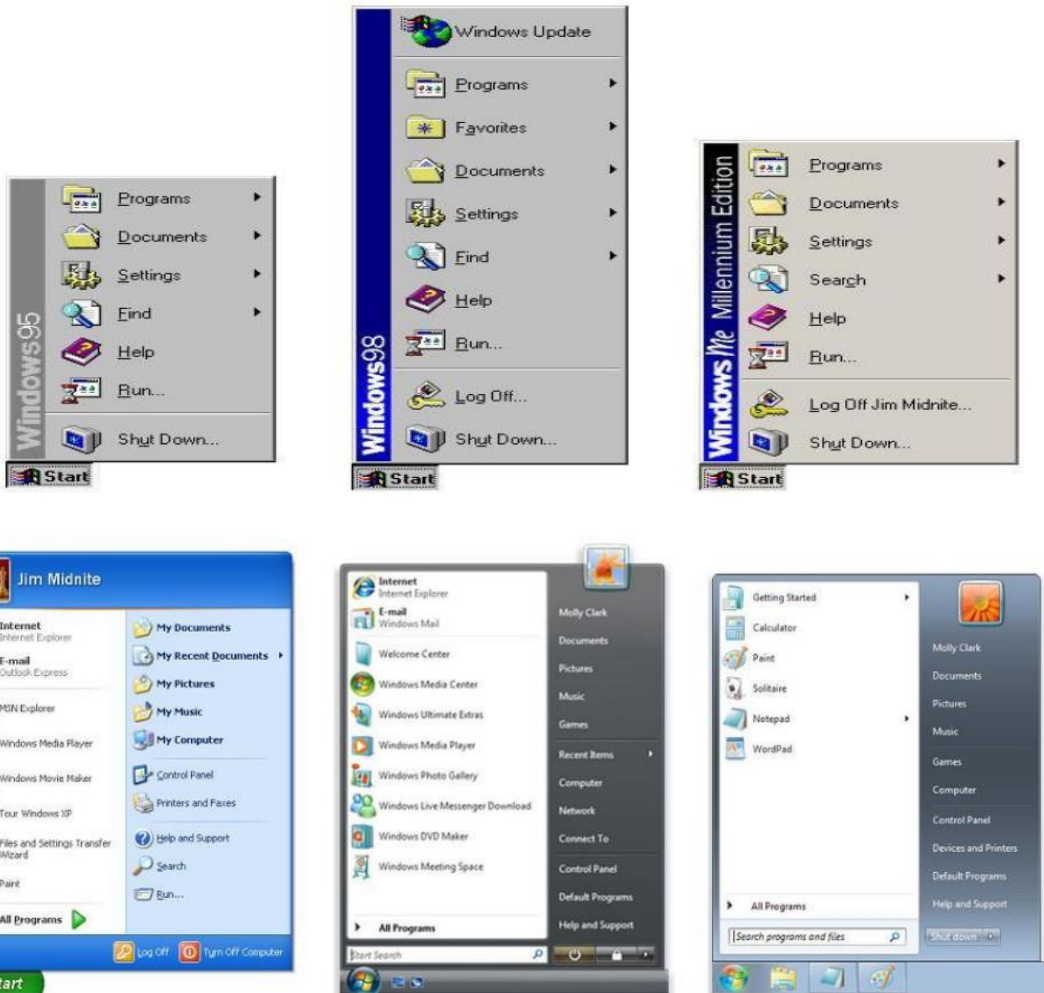 Windows95
Programs
Documents
Settings
Find
Help
Run...
Shut Down...
Start
Windows98
Windows Update
Programs
Favorites
Documents
Settings
Find
Help
Run...
Log Off...
Shut Down...
Start
Windows Me Millennium Edition
Programs
Documents
Settings
Search
Help
Run...
Log Off Jim Midnite...
Shut Down...
Start
Jim Midnite
Internet
Internet Explorer
E-mail
Outlook Express
MSN Explorer
Windows Media Player
Windows Movie Maker
Tour Windows XP
Files and Settings Transfer
Wizard
Paint
All Programs
My Documents
My Recent Documents
My Pictures
My Music
My Computer
Control Panel
Printers and Faxes
Help and Support
Search
Run...
Log Off
Turn Off Computer
tart
Internet
Internet Explorer
E-mail
Windows Mail
Welcome Center
Windows Media Center
Windows Ultimate Extras
Windows Media Player
Windows Photo Gallery
Windows Live Messenger Download
Windows DVD Maker
Windows Meeting Space
All Programs
Start Search
Molly Clark
Documents
Pictures
Music
Games
Recent Items
Computer
Network
Connect To
Control Panel
Default Programs
Help and Support
Getting Started
Calculator
Paint
Solitaire
Notepad
WordPad
All Programs
Search programs and files
Molly Clark
Documents
Pictures
Music
Games
Computer
Control Panel
Devices and Printers
Default Programs
Help and Support
Shut down